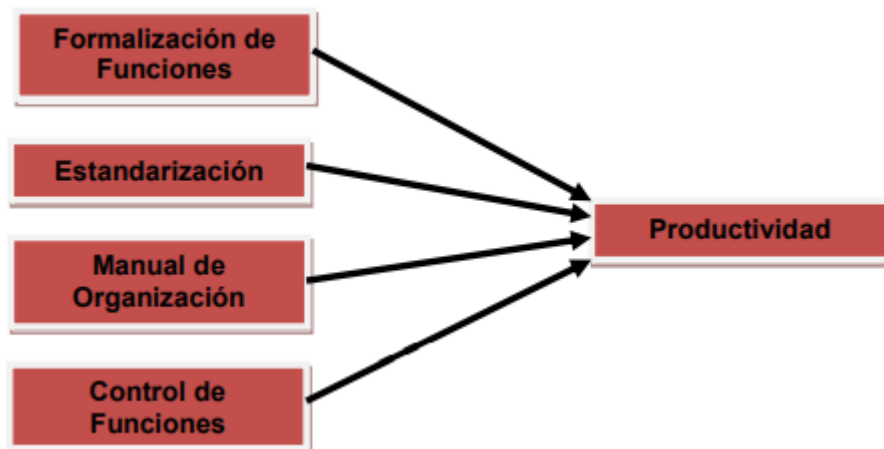 Formalización de
Funciones
Estandarización
Manual de
Organización
Control de
Funciones
Productividad